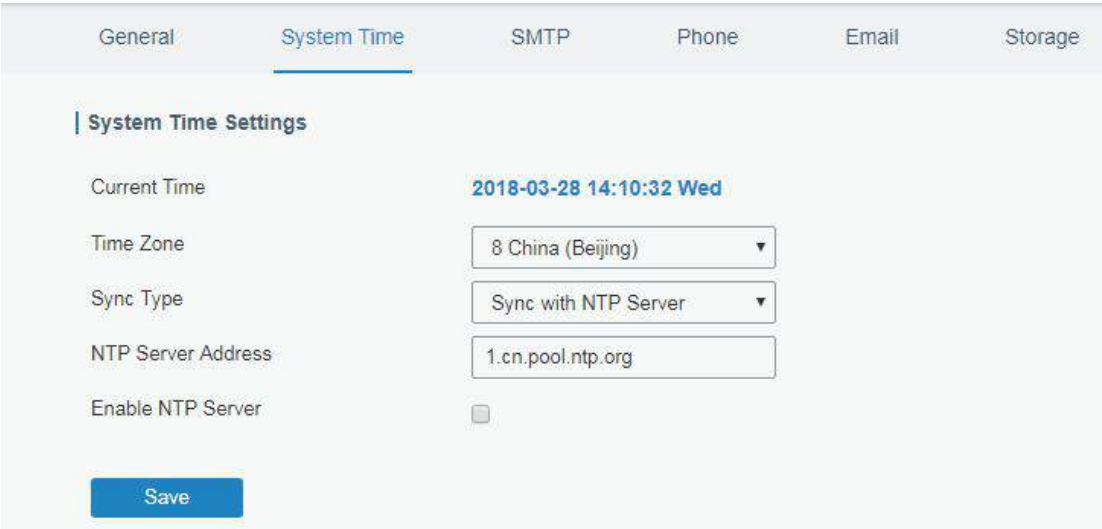 General System Time SMTP Phone Email Storage
System Time Settings
Current Time 2018-03-28 14:10:32 Wed
Time Zone 8 China (Beijing)
Sync Type Sync with NTP Server
NTP Server Address 1.cn.pool.ntp.org
Enable NTP Server
Save